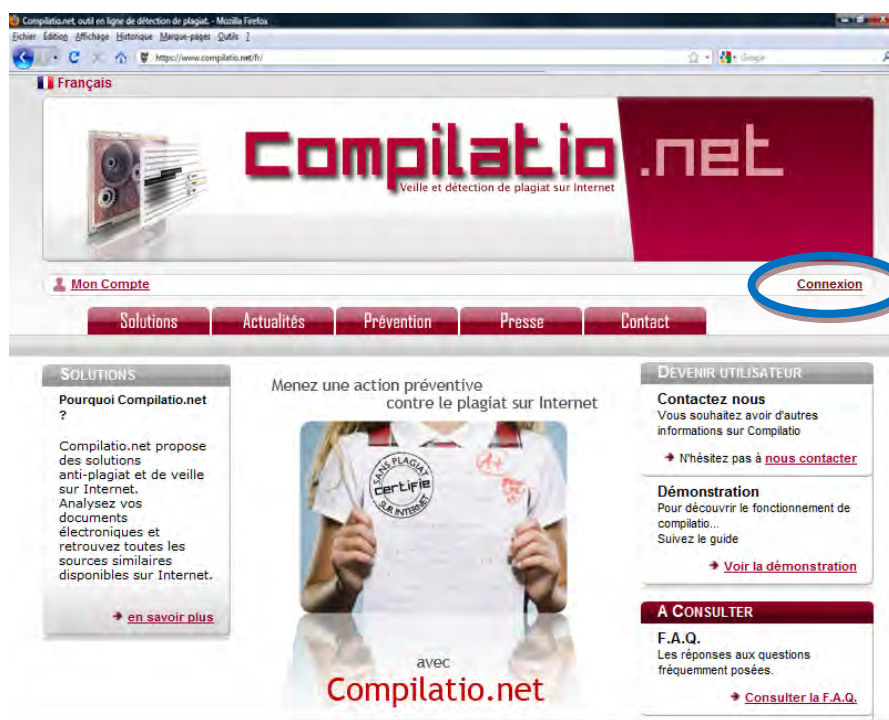 Compilatio.net, outil en ligne de détection de plagiat. - Mozilla Firefox
Fichier Édition Affichage Historique Marque-pages Outils ?
https://www.compilatio.net/fr/
Google
Français
Compilatio.net
Veille et détection de plagiat sur Internet
Mon Compte
Connexion
Solutions Actualités Prévention Presse Contact
SOLUTIONS
Pourquoi Compilatio.net
?
Compilatio.net propose
des solutions
anti-plagiat et de veille
sur Internet.
Analysez vos
documents
électroniques et
retrouvez toutes les
sources similaires
disponibles sur Internet.
en savoir plus
Menez une action préventive
contre le plagiat sur Internet
SANS PLAGIAT
CERTIFIÉ
SUR INTERNET
A+
avec
Compilatio.net
DEVENIR UTILISATEUR
Contactez nous
Vous souhaitez avoir d'autres
informations sur Compilatio
N'hésitez pas à nous contacter
Démonstration
Pour découvrir le fonctionnement de
compilatio...
Suivez le guide
Voir la démonstration
A CONSULTER
F.A.Q.
Les réponses aux questions
fréquemment posées.
Consulter la F.A.Q.